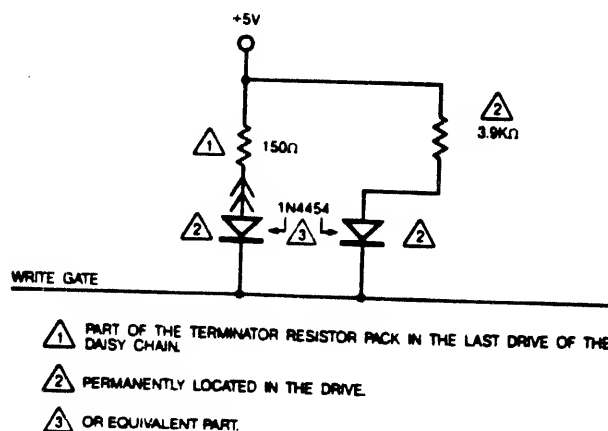 +5V
2
1
150Ω
3.9KΩ
1N4454
2
3
2
WRITE GATE
1 PART OF THE TERMINATOR RESISTOR PACK IN THE LAST DRIVE OF THE
DAISY CHAIN.
2 PERMANENTLY LOCATED IN THE DRIVE.
3 OR EQUIVALENT PART.